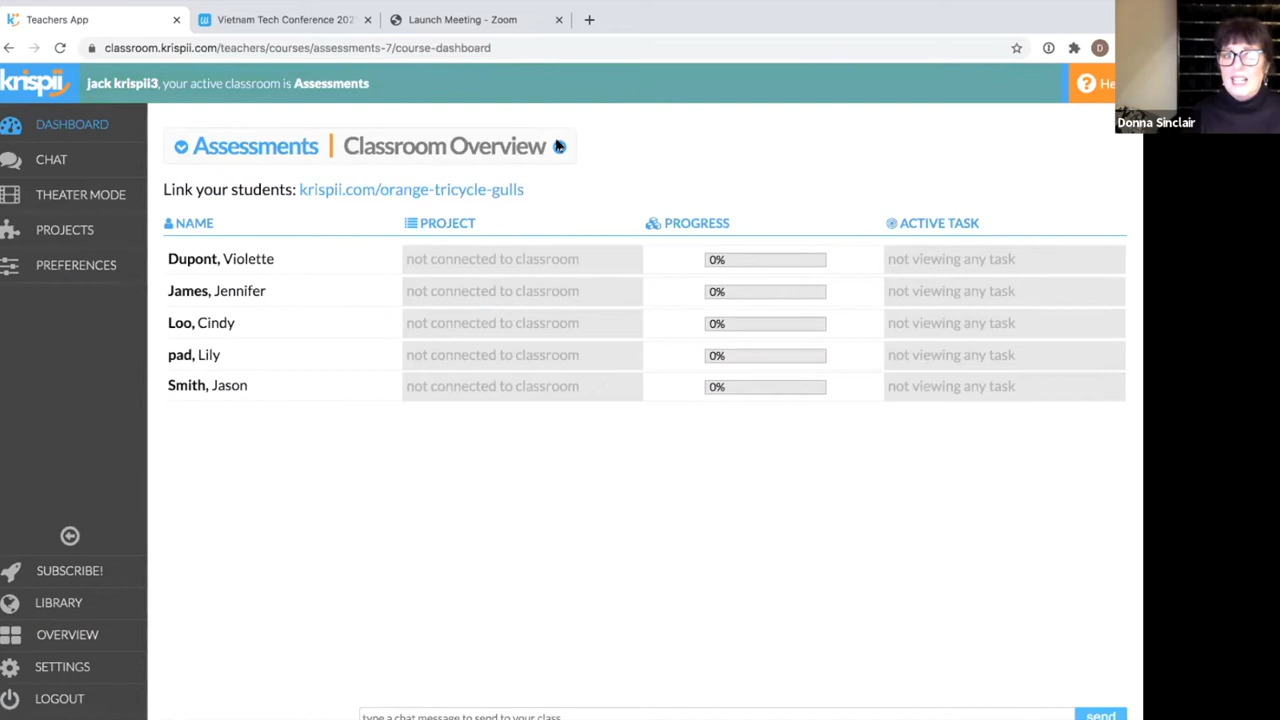 Teachers App
Vietnam Tech Conference 202
Launch Meeting - Zoom
classroom.krispii.com/teachers/courses/assessments-7/course-dashboard
D
krispii
jack krispii3, your active classroom is Assessments
? He
Donna Sinclair
DASHBOARD
CHAT
THEATER MODE
PROJECTS
PREFERENCES
SUBSCRIBE!
LIBRARY
OVERVIEW
SETTINGS
LOGOUT
Assessments | Classroom Overview
Link your students: krispii.com/orange-tricycle-gulls
NAME PROJECT PROGRESS ACTIVE TASK
Dupont, Violette not connected to classroom 0% not viewing any task
James, Jennifer not connected to classroom 0% not viewing any task
Loo, Cindy not connected to classroom 0% not viewing any task
pad, Lily not connected to classroom 0% not viewing any task
Smith, Jason not connected to classroom 0% not viewing any task
type a chat message to send to your class send